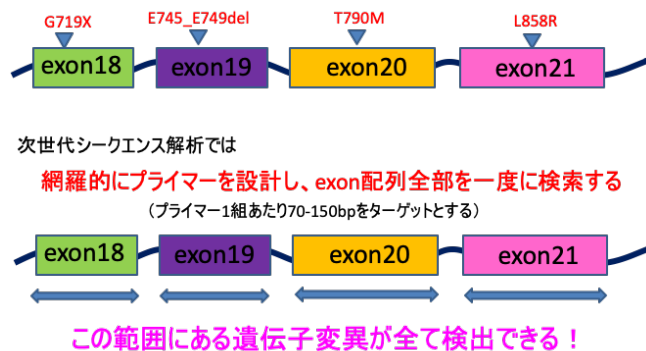 G719X E745_E749del T790M L858R
exon18 exon19 exon20 exon21
次世代シークエンス解析では
網羅的にプライマーを設計し、exon配列全部を一度に検索する
（プライマー1組あたり70-150bpをターゲットとする）
exon18 exon19 exon20 exon21
この範囲にある遺伝子変異が全て検出できる！